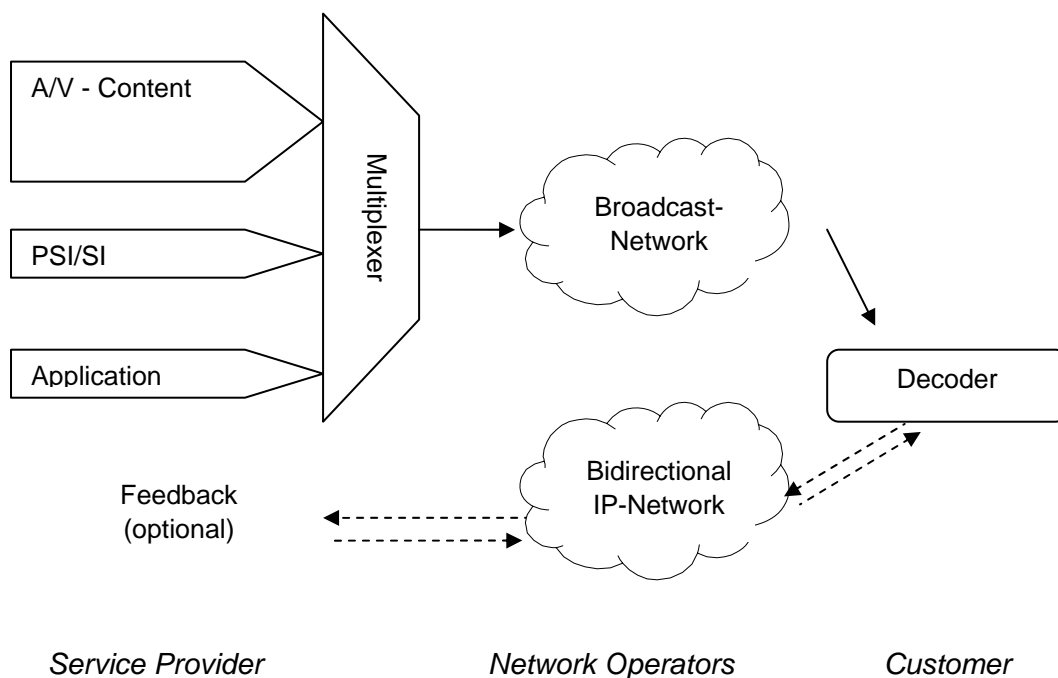 A/V - Content
PSI/SI
Application
Multiplexer
Broadcast-
Network
Decoder
Bidirectional
IP-Network
Feedback
(optional)
Service Provider
Network Operators
Customer